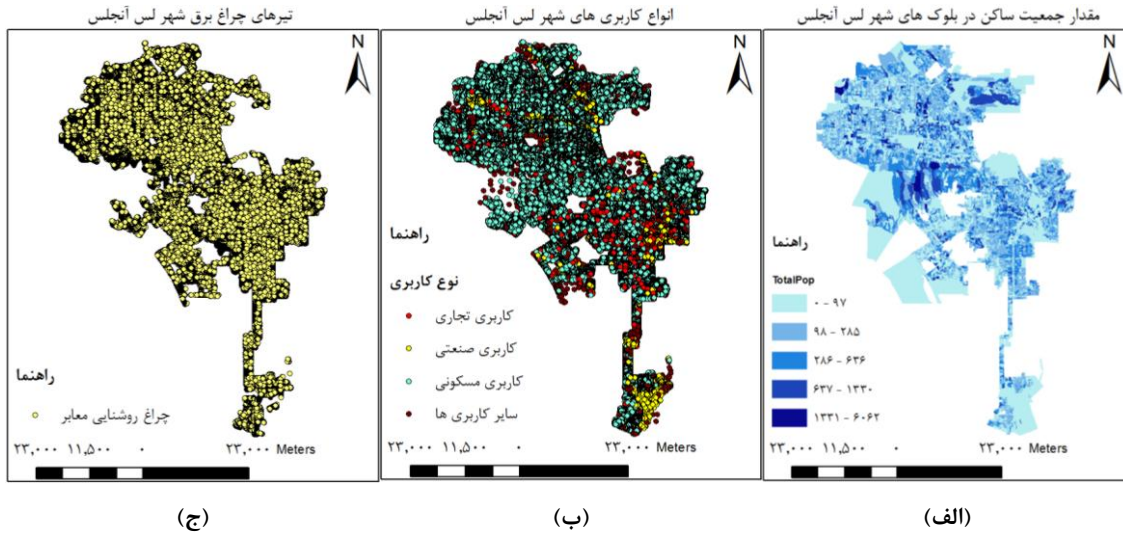 مقدار جمعیت ساکن در بلوک های شهر لس آنجلس
N
راهنما
TotalPop
۰ - ۹۷
۹۸ - ۲۸۵
۲۸۶ - ۶۳۶
۶۳۷ - ۱۳۳۰
۱۳۳۱ - ۶۰۶۲
۲۳,۰۰۰ ۱۱,۵۰۰ ۰ ۲۳,۰۰۰ Meters
(الف)
انواع کاربری های شهر لس آنجلس
N
راهنما
نوع کاربری
کاربری تجاری
کاربری صنعتی
کاربری مسکونی
سایر کاربری ها
۲۳,۰۰۰ ۱۱,۵۰۰ ۰ ۲۳,۰۰۰ Meters
(ب)
تیرهای چراغ برق شهر لس آنجلس
N
راهنما
چراغ روشنایی معابر
۲۳,۰۰۰ ۱۱,۵۰۰ ۰ ۲۳,۰۰۰ Meters
(ج)